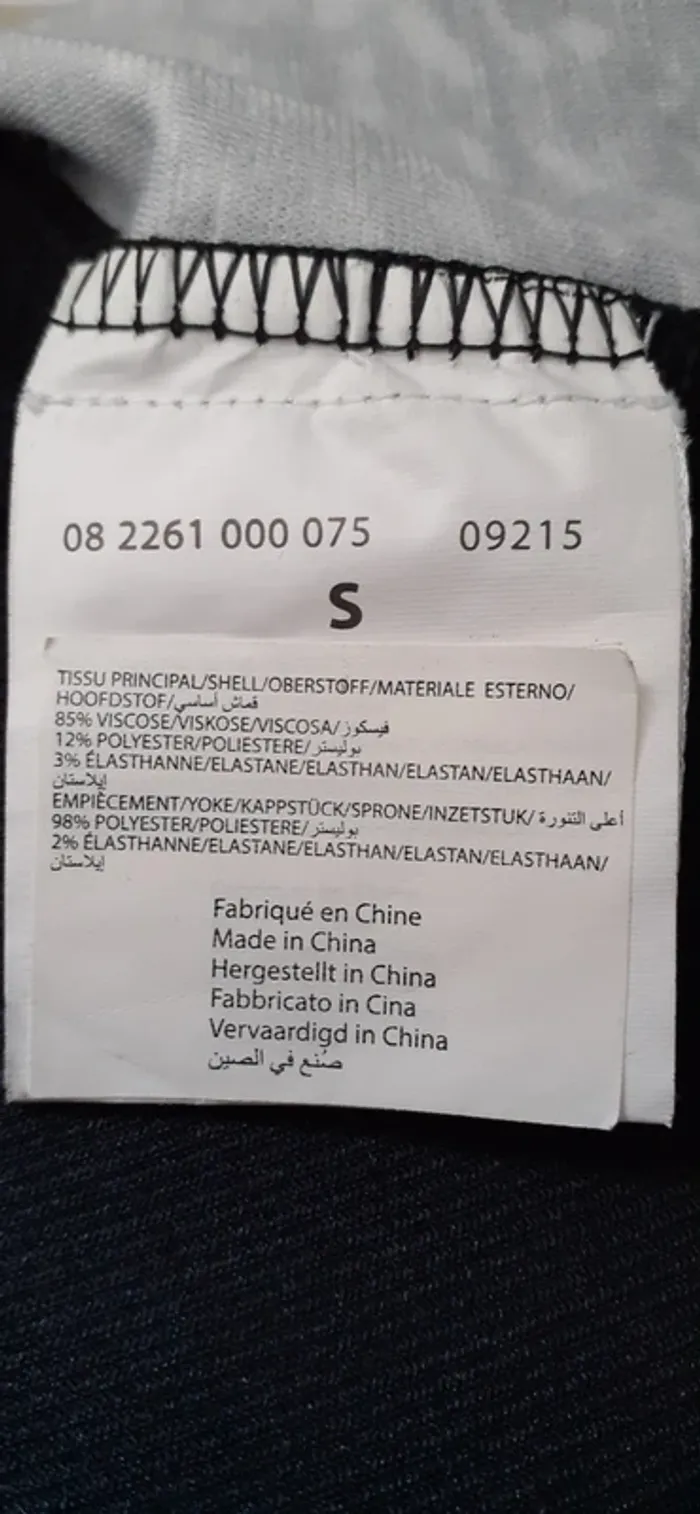 08 2261 000 075 09215
S
TISSU PRINCIPAL/SHELL/OBERSTOFF/MATERIALE ESTERNO/
HOOFDSTOF/قماش أساسي
85% VISCOSE/VISKOSE/VISCOSA/فيسكوز
12% POLYESTER/POLIESTERE/بوليستر
3% ÉLASTHANNE/ELASTANE/ELASTHAN/ELASTAN/ELASTHAAN/
إيلاستان
EMPIÈCEMENT/YOKE/KAPPSTÜCK/SPRONE/INZETSTUK/أعلى التنورة
98% POLYESTER/POLIESTERE/بوليستر
2% ÉLASTHANNE/ELASTANE/ELASTHAN/ELASTAN/ELASTHAAN/
إيلاستان
Fabriqué en Chine
Made in China
Hergestellt in China
Fabbricato in Cina
Vervaardigd in China
صُنع في الصين